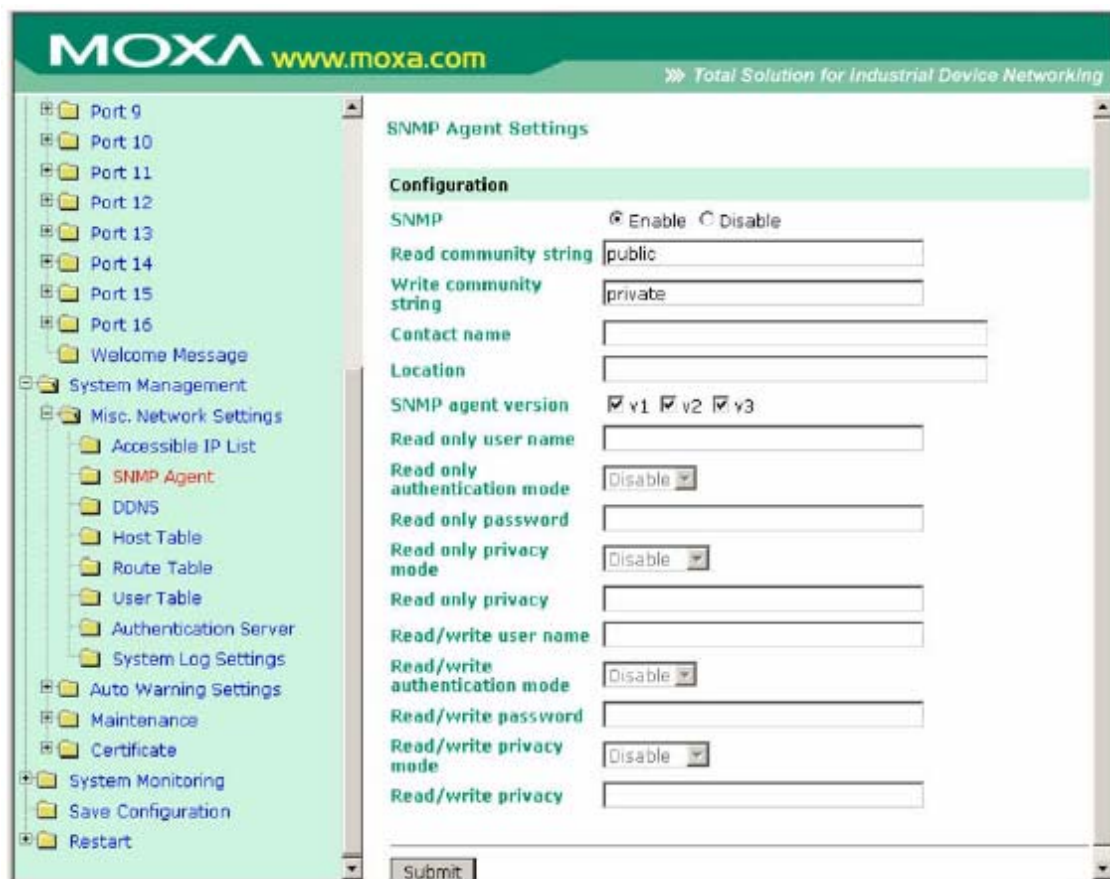 MOXA www.moxa.com
Total Solution for Industrial Device Networking
Port 9
Port 10
Port 11
Port 12
Port 13
Port 14
Port 15
Port 16
Welcome Message
System Management
Misc. Network Settings
Accessible IP List
SNMP Agent
DDNS
Host Table
Route Table
User Table
Authentication Server
System Log Settings
Auto Warning Settings
Maintenance
Certificate
System Monitoring
Save Configuration
Restart
SNMP Agent Settings
Configuration
SNMP Enable Disable
Read community string public
Write community
string private
Contact name
Location
SNMP agent version v1 v2 v3
Read only user name
Read only
authentication mode Disable
Read only password
Read only privacy
mode Disable
Read only privacy
Read/write user name
Read/write
authentication mode Disable
Read/write password
Read/write privacy
mode Disable
Read/write privacy
Submit